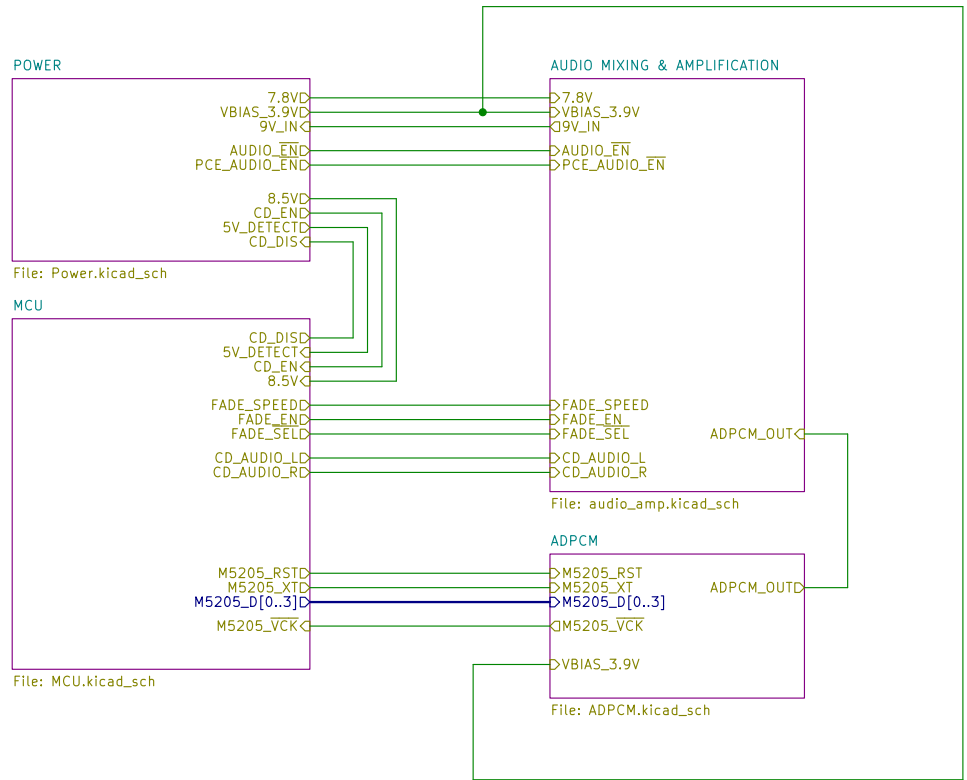 POWER
7.8V
VBIAS_3.9V
9V_IN
AUDIO_EN
PCE_AUDIO_EN
8.5V
CD_EN
5V_DETECT
CD_DIS
File: Power.kicad_sch
MCU
CD_DIS
5V_DETECT
CD_EN
8.5V
FADE_SPEED
FADE_EN
FADE_SEL
CD_AUDIO_L
CD_AUDIO_R
M5205_RST
M5205_XT
M5205_D[0..3]
M5205_VCK
File: MCU.kicad_sch
AUDIO MIXING & AMPLIFICATION
7.8V
VBIAS_3.9V
9V_IN
AUDIO_EN
PCE_AUDIO_EN
FADE_SPEED
FADE_EN
FADE_SEL
ADPCM_OUT
CD_AUDIO_L
CD_AUDIO_R
File: audio_amp.kicad_sch
ADPCM
M5205_RST
M5205_XT
ADPCM_OUT
M5205_D[0..3]
M5205_VCK
VBIAS_3.9V
File: ADPCM.kicad_sch